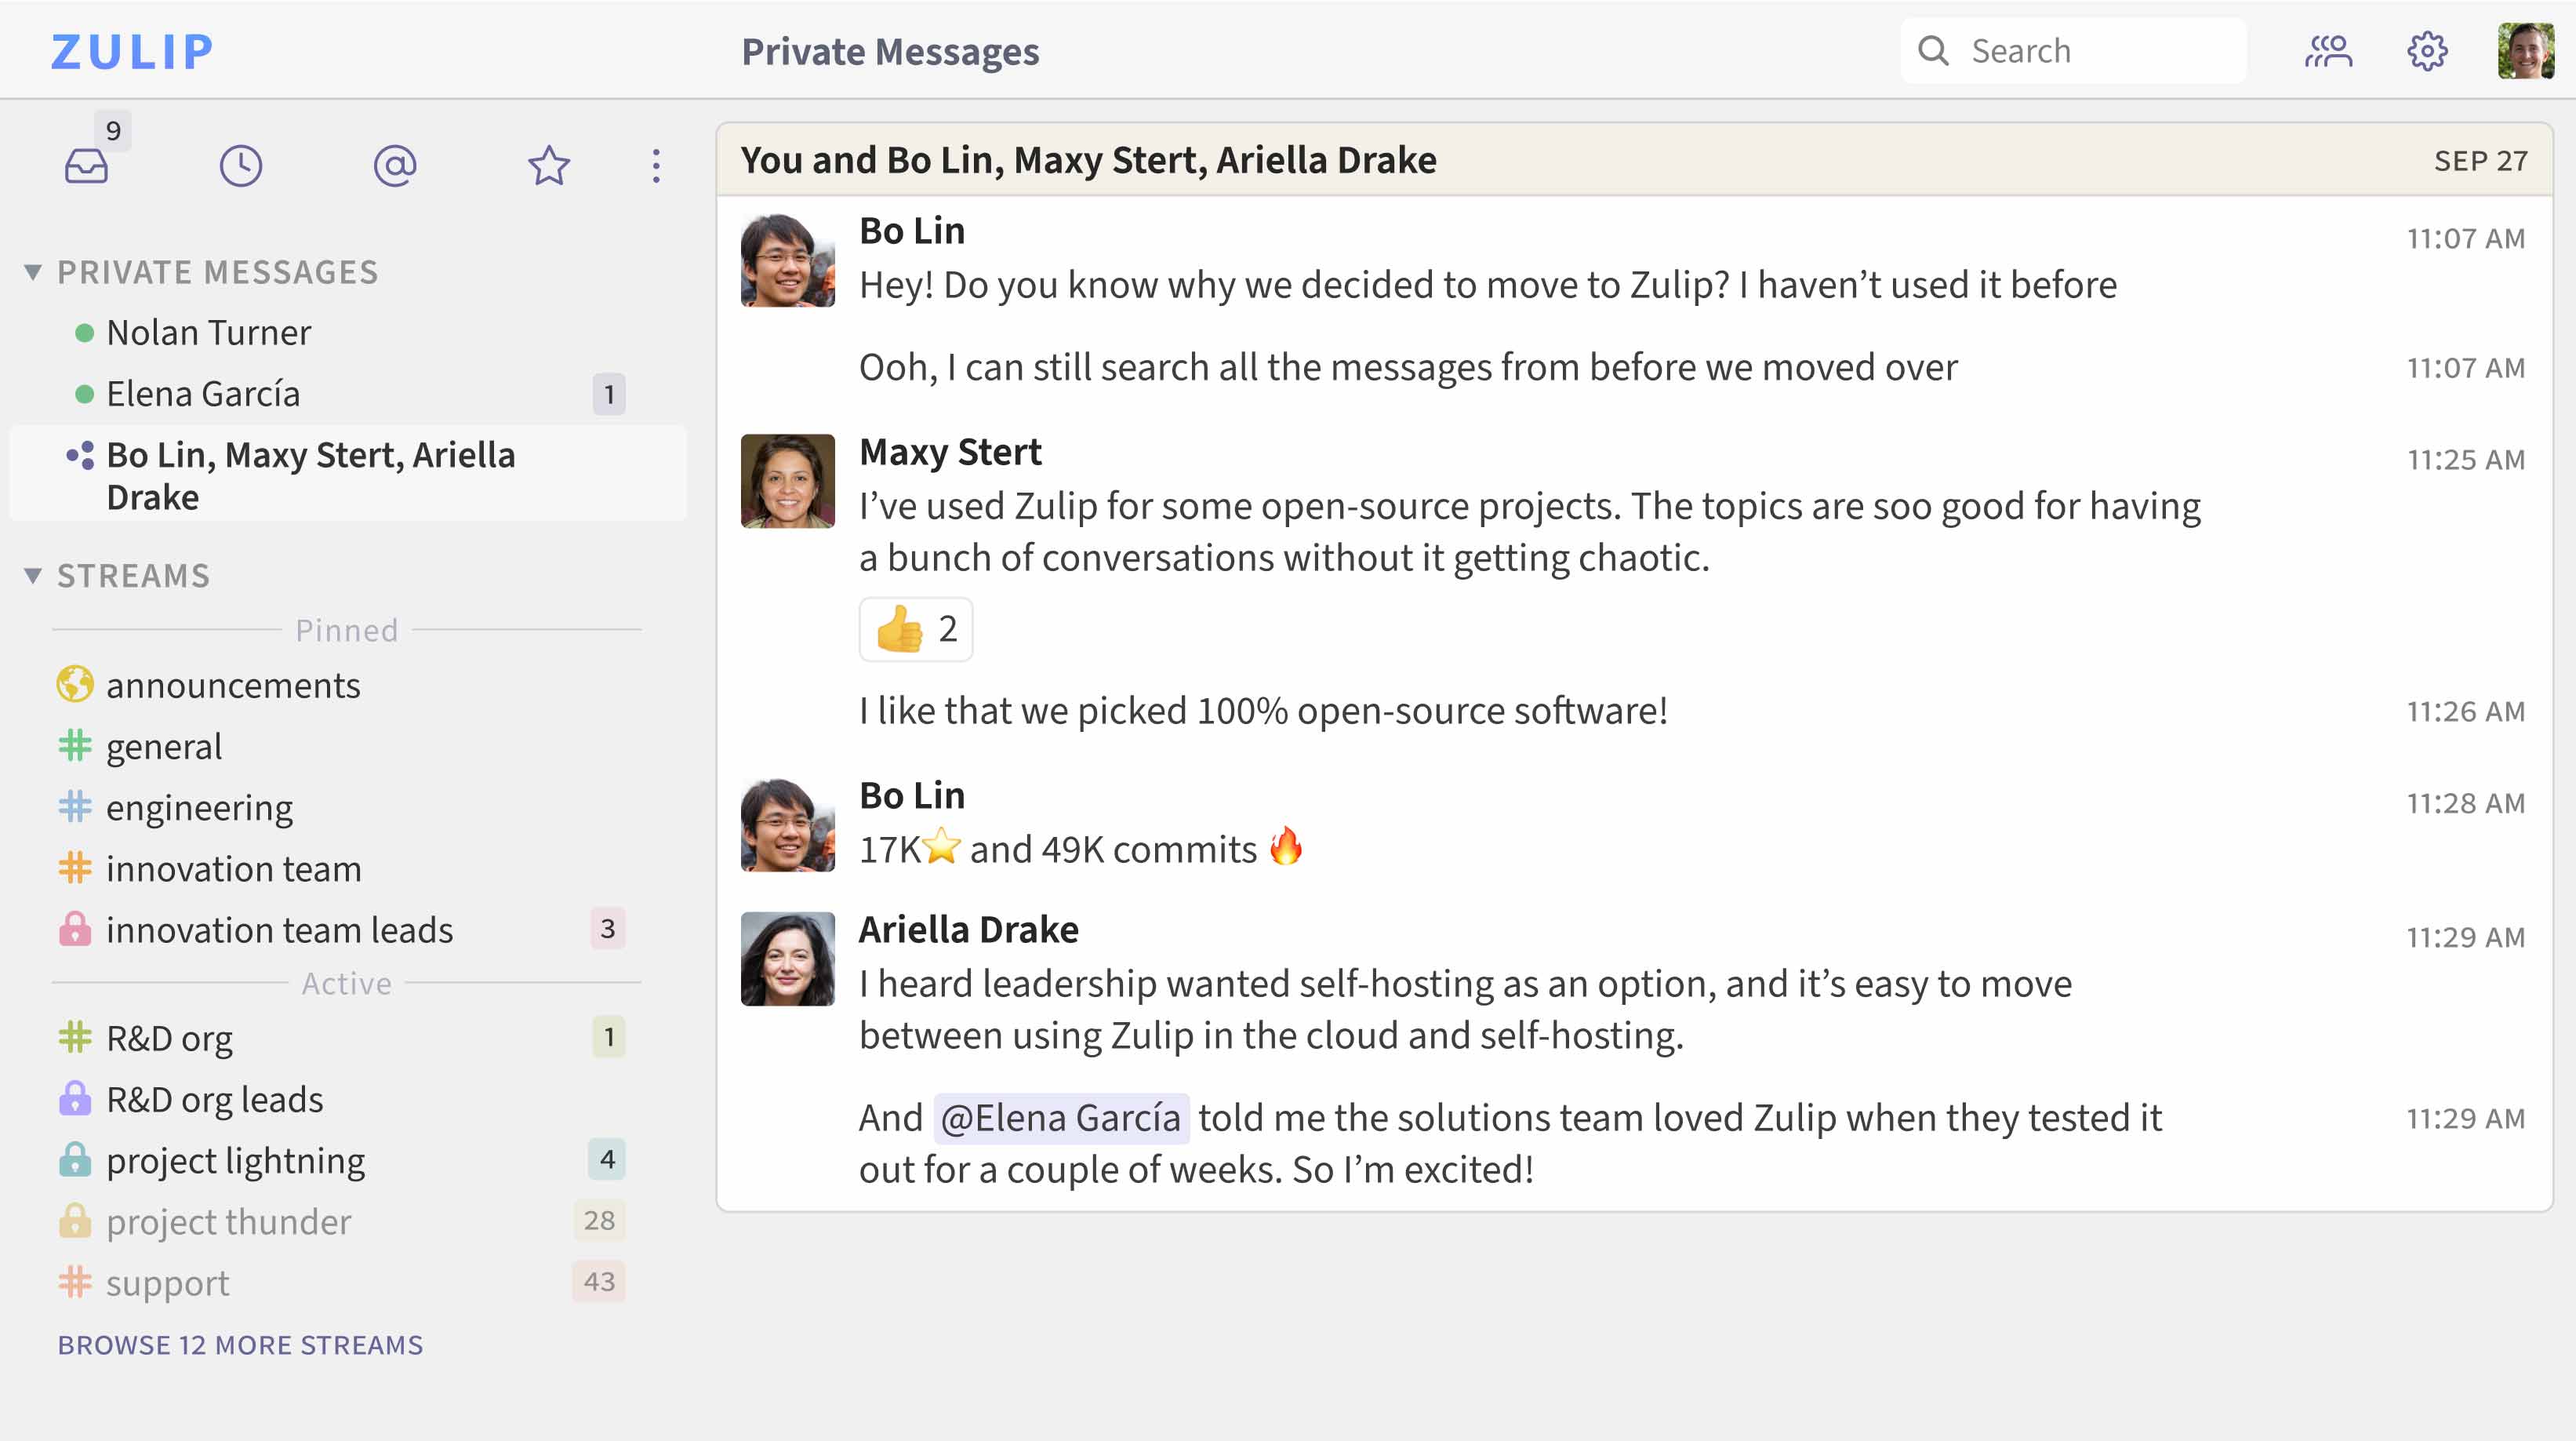 ZULIP
Private Messages
Search
9
PRIVATE MESSAGES
Nolan Turner
Elena García
1
Bo Lin, Maxy Stert, Ariella
Drake
STREAMS
Pinned
announcements
general
engineering
innovation team
innovation team leads
3
Active
R&D org
1
R&D org leads
project lightning
4
project thunder
28
support
43
BROWSE 12 MORE STREAMS
You and Bo Lin, Maxy Stert, Ariella Drake
SEP 27
Bo Lin
11:07 AM
Hey! Do you know why we decided to move to Zulip? I haven’t used it before
Ooh, I can still search all the messages from before we moved over
11:07 AM
Maxy Stert
11:25 AM
I’ve used Zulip for some open-source projects. The topics are soo good for having
a bunch of conversations without it getting chaotic.
👍 2
I like that we picked 100% open-source software!
11:26 AM
Bo Lin
11:28 AM
17K⭐ and 49K commits 🔥
Ariella Drake
11:29 AM
I heard leadership wanted self-hosting as an option, and it’s easy to move
between using Zulip in the cloud and self-hosting.
And @Elena García told me the solutions team loved Zulip when they tested it
11:29 AM
out for a couple of weeks. So I’m excited!